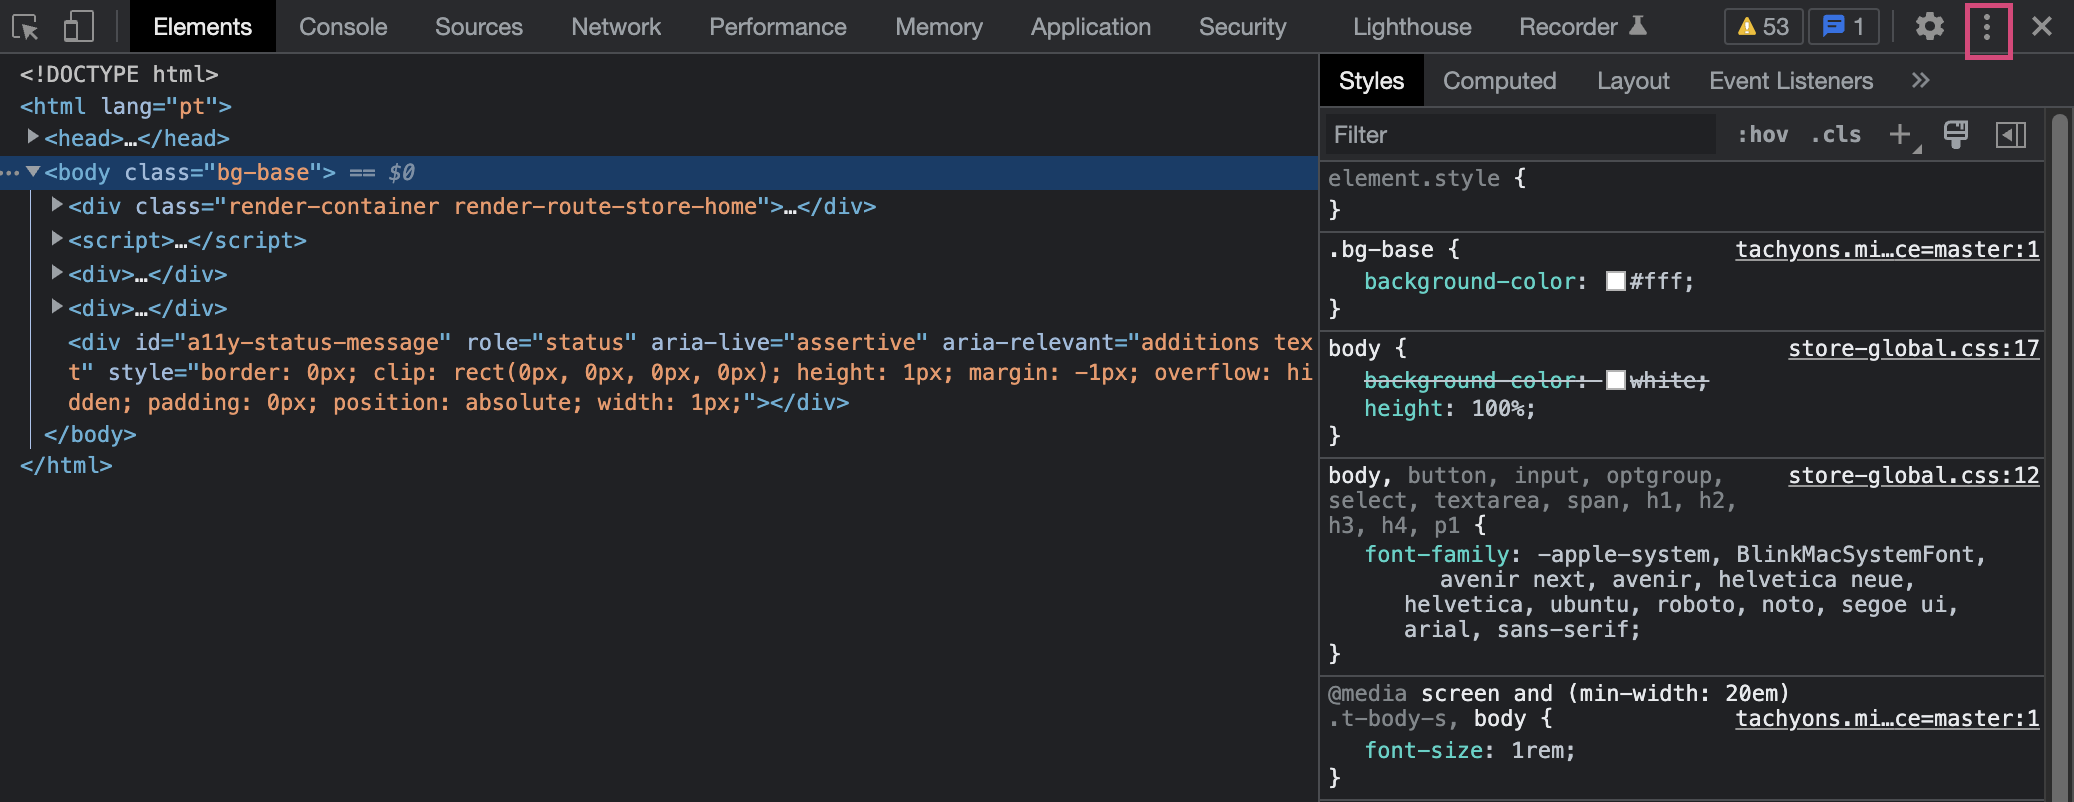 Elements Console Sources Network Performance Memory Application Security Lighthouse Recorder 53 1
<!DOCTYPE html>
<html lang="pt">
<head>…</head>
<body class="bg-base"> == $0
<div class="render-container render-route-store-home">…</div>
<script>…</script>
<div>…</div>
<div>…</div>
<div id="a11y-status-message" role="status" aria-live="assertive" aria-relevant="additions tex
t" style="border: 0px; clip: rect(0px, 0px, 0px, 0px); height: 1px; margin: -1px; overflow: hi
dden; padding: 0px; position: absolute; width: 1px;"></div>
</body>
</html>
Styles Computed Layout Event Listeners »
Filter :hov .cls +
element.style {
}
.bg-base { tachyons.mi…ce=master:1
background-color: #fff;
}
body { store-global.css:17
background-color: white;
height: 100%;
}
body, button, input, optgroup, store-global.css:12
select, textarea, span, h1, h2,
h3, h4, p1 {
font-family: -apple-system, BlinkMacSystemFont,
avenir next, avenir, helvetica neue,
helvetica, ubuntu, roboto, noto, segoe ui,
arial, sans-serif;
}
@media screen and (min-width: 20em)
.t-body-s, body { tachyons.mi…ce=master:1
font-size: 1rem;
}